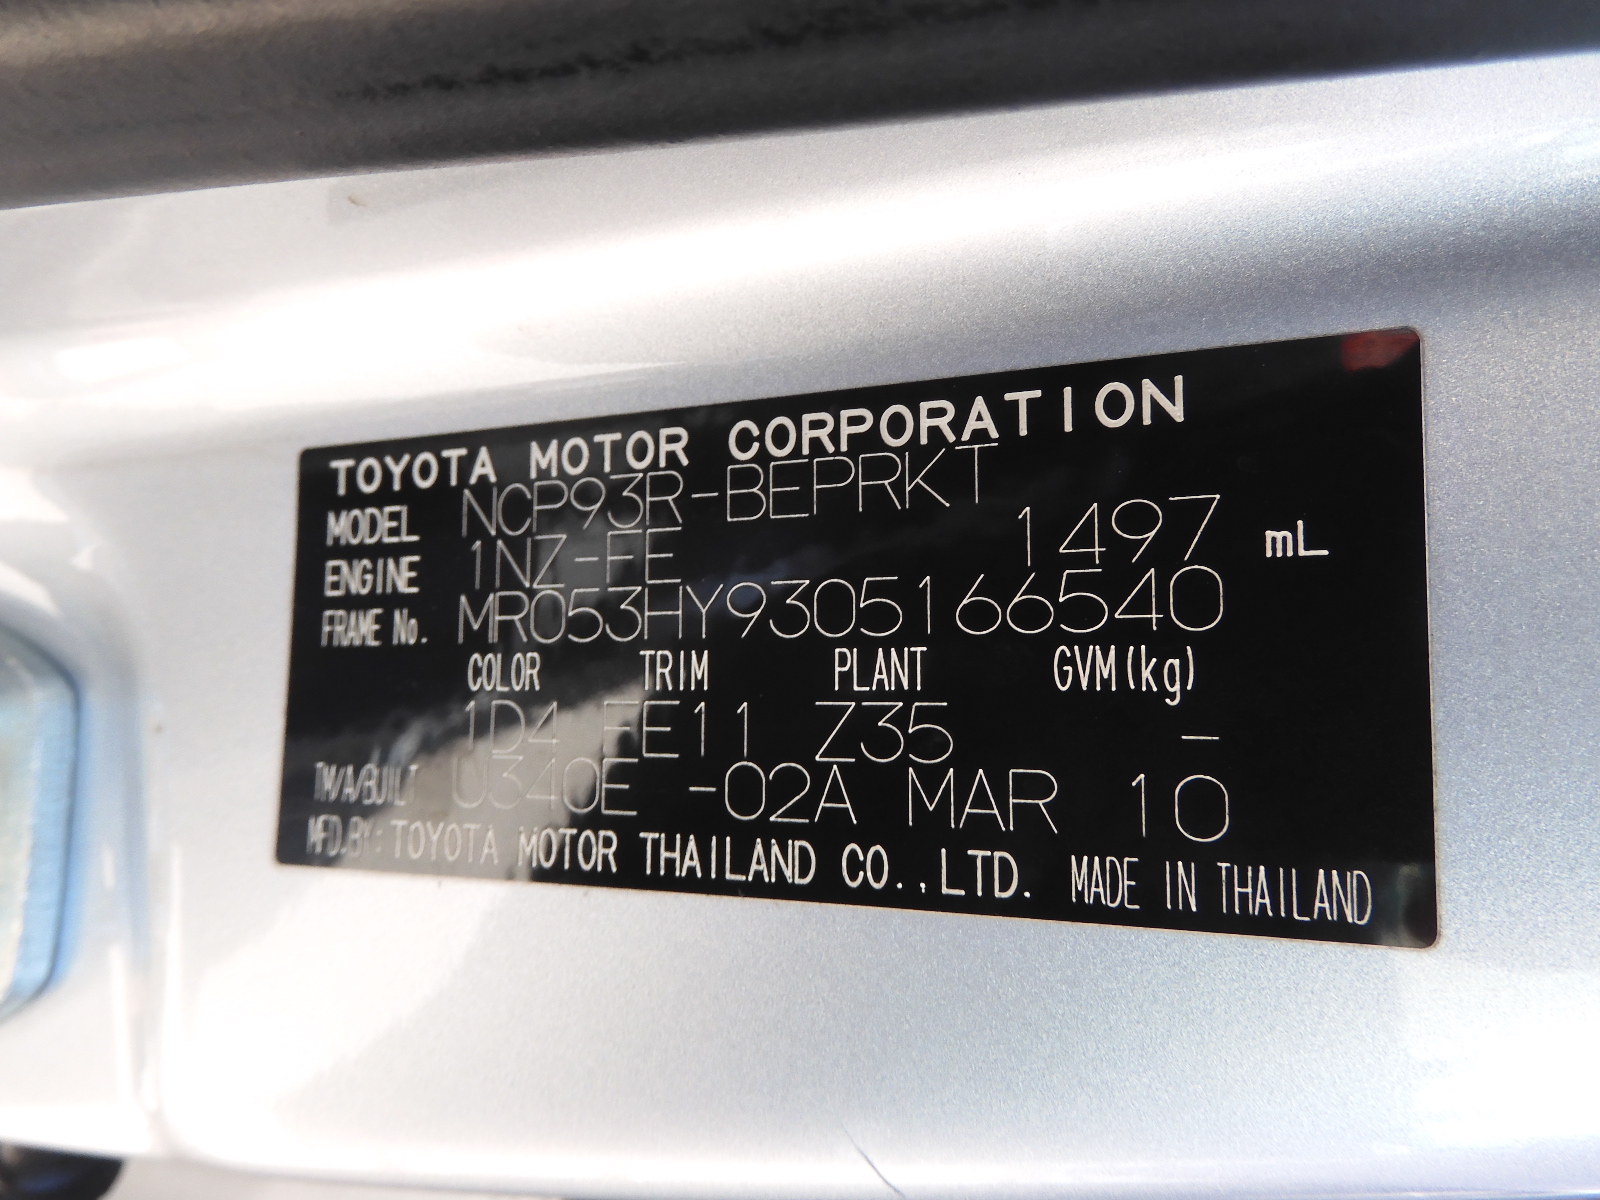 TOYOTA MOTOR CORPORATION
MODEL NCP93R-BEPRKT
ENGINE 1NZ-FE 1497 mL
FRAME No. MR053HY9305166540
COLOR TRIM PLANT GVM(kg)
1D4 FE11 Z35 -
TM/A/BUILT U340E -02A MAR 10
MFD.BY: TOYOTA MOTOR THAILAND CO.,LTD. MADE IN THAILAND